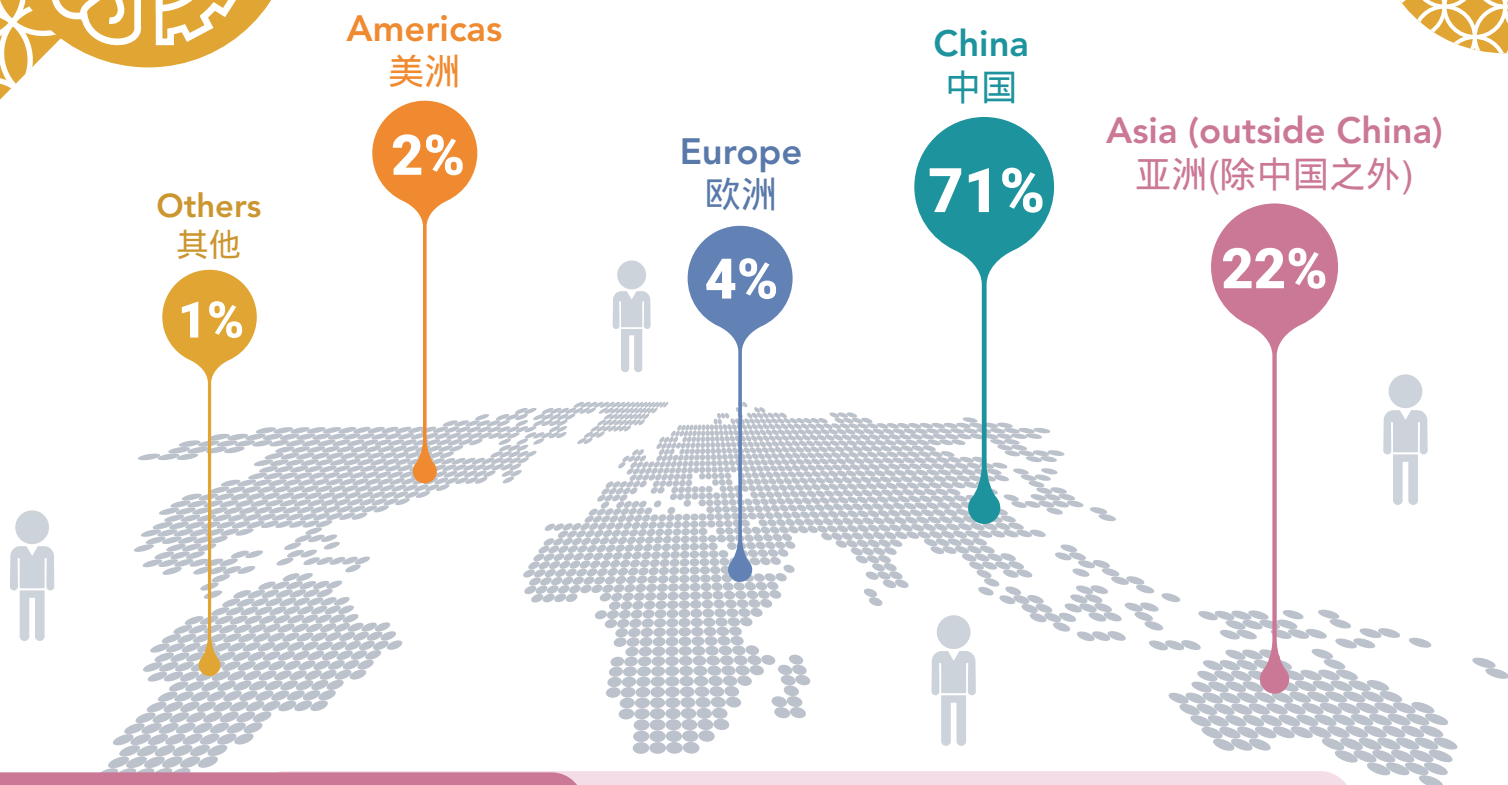 Americas
美洲
2%
China
中国
71%
Asia (outside China)
亚洲(除中国之外)
22%
Europe
欧洲
4%
Others
其他
1%